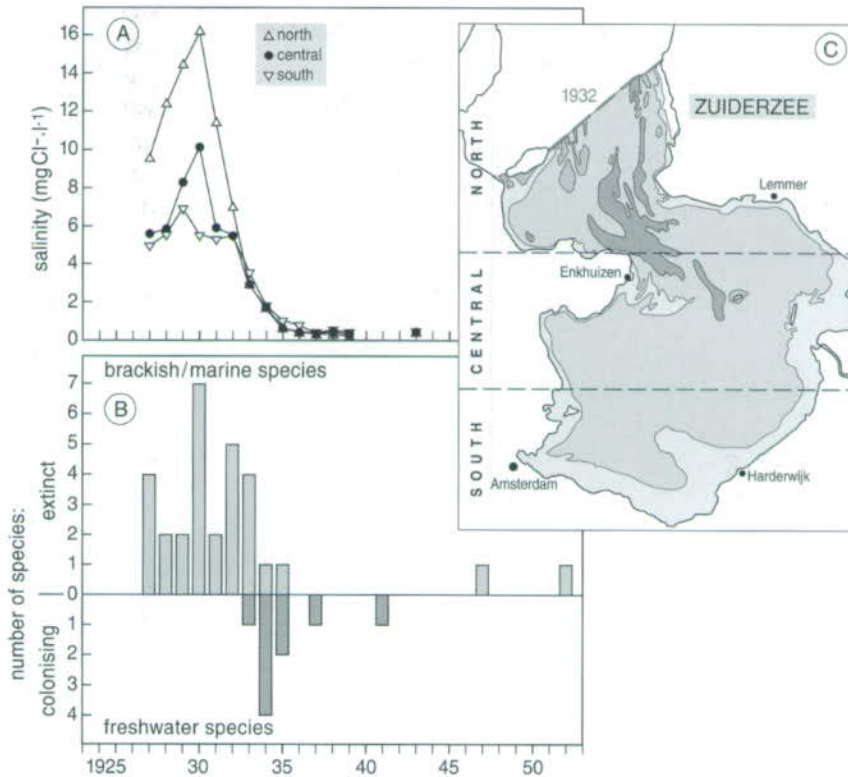 A
16
14
12
10
8
6
4
2
0
salinity (mgCl⁻.l⁻¹)
△ north
● central
▽ south
C
1932
ZUIDERZEE
NORTH
CENTRAL
SOUTH
Lemmer
Enkhuizen
Amsterdam
Harderwijk
brackish/marine species
B
7
6
5
4
3
2
1
0
1
2
3
4
number of species:
extinct
colonising
freshwater species
1925 30 35 41 45 50